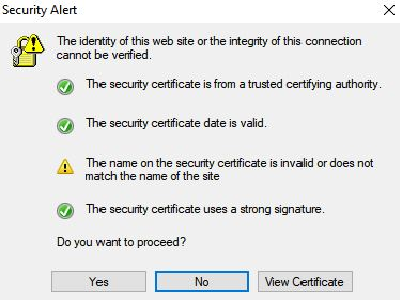 Security Alert
The identity of this web site or the integrity of this connection
cannot be verified.
The security certificate is from a trusted certifying authority.
The security certificate date is valid.
The name on the security certificate is invalid or does not
match the name of the site
The security certificate uses a strong signature.
Do you want to proceed?
Yes No View Certificate